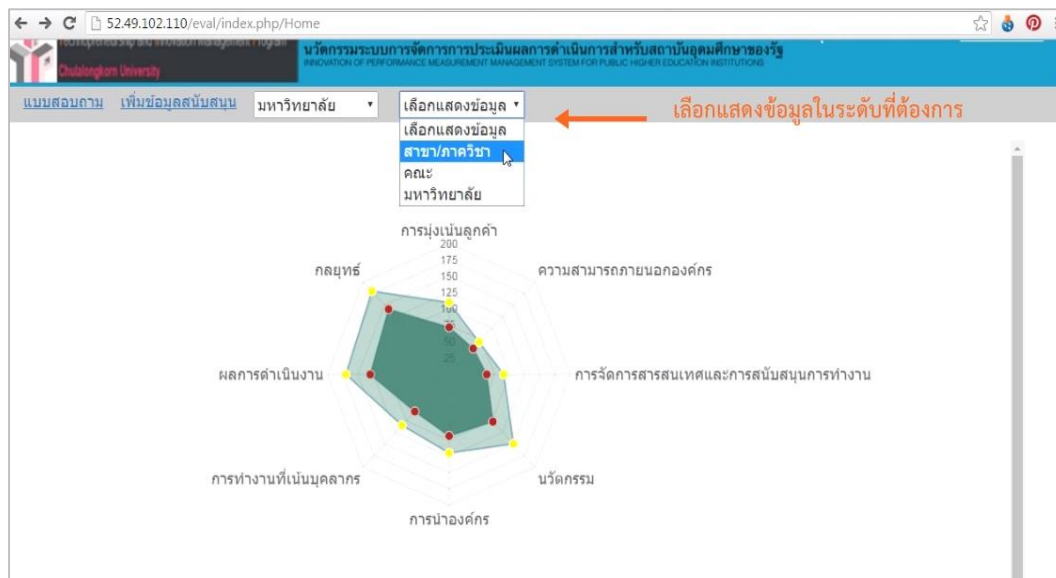 52.49.102.110/eval/index.php/Home
Technopreneurship and Innovation Management Program
Chulalongkorn University
นวัตกรรมระบบการจัดการการประเมินผลการดำเนินการสำหรับสถาบันอุดมศึกษาของรัฐ
INNOVATION OF PERFORMANCE MEASUREMENT MANAGEMENT SYSTEM FOR PUBLIC HIGHER EDUCATION INSTITUTIONS
แบบสอบถาม เพิ่มข้อมูลสนับสนุน มหาวิทยาลัย เลือกแสดงข้อมูล
เลือกแสดงข้อมูลในระดับที่ต้องการ
เลือกแสดงข้อมูล
สาขา/ภาควิชา
คณะ
มหาวิทยาลัย
การมุ่งเน้นลูกค้า
200
175
150
125
100
75
50
25
กลยุทธ์
ความสามารถภายนอกองค์กร
ผลการดำเนินงาน
การจัดการสารสนเทศและการสนับสนุนการทำงาน
การทำงานที่เน้นบุคลากร
นวัตกรรม
การนำองค์กร